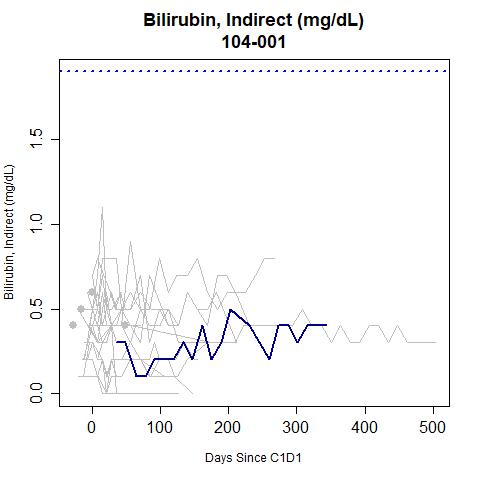 Bilirubin, Indirect (mg/dL)
104-001
Bilirubin, Indirect (mg/dL)
1.5
1.0
0.5
0.0
0 100 200 300 400 500
Days Since C1D1